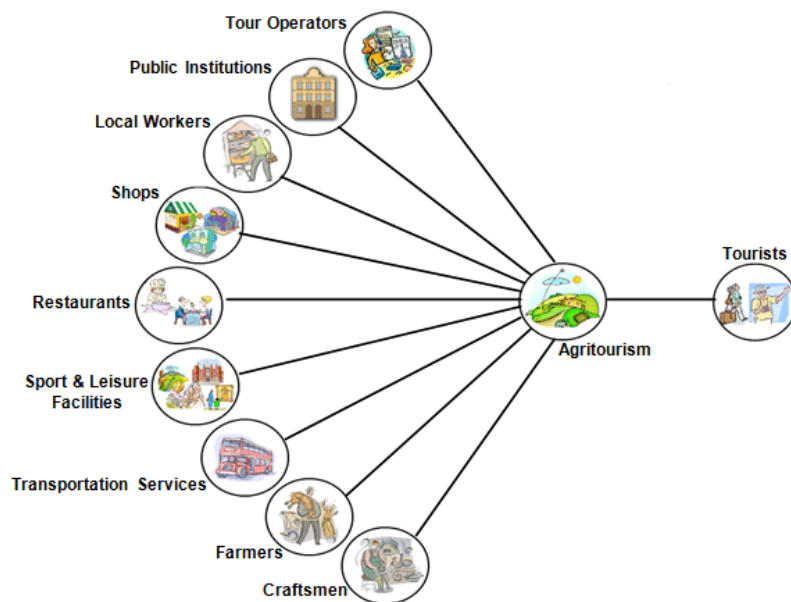 Tour Operators
Public Institutions
Local Workers
Shops
Tourists
Restaurants
Agritourism
Sport & Leisure
Facilities
Transportation Services
Farmers
Craftsmen